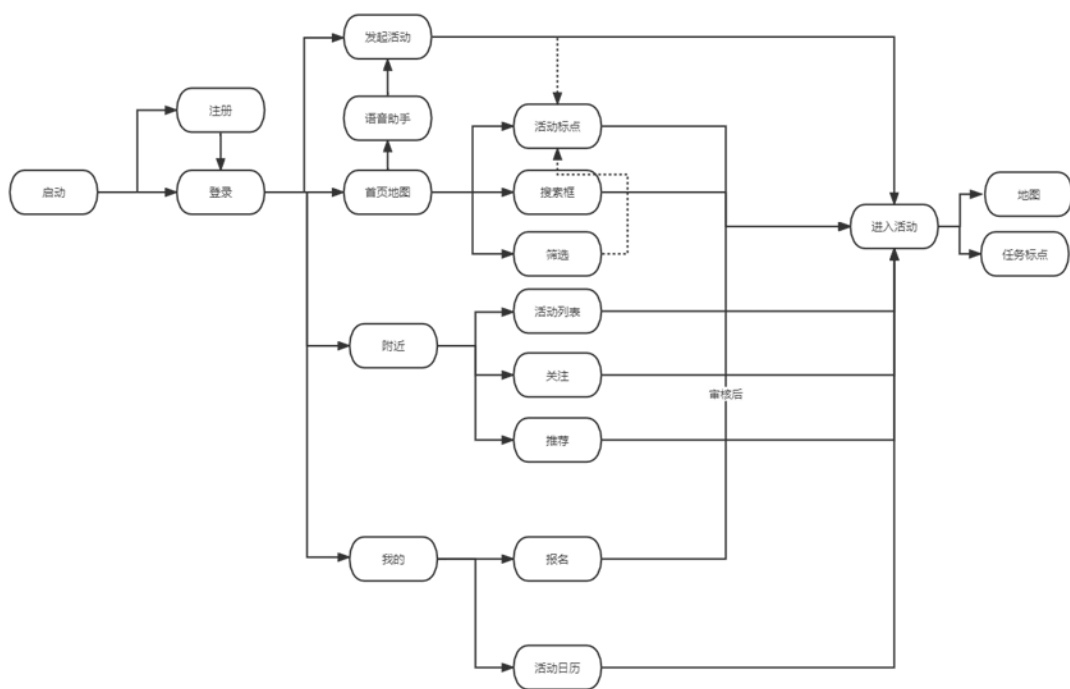 发起活动
注册
语音助手
活动标点
启动
登录
首页地图
搜索框
地图
进入活动
筛选
任务标点
活动列表
附近
关注
审核后
推荐
我的
报名
活动日历